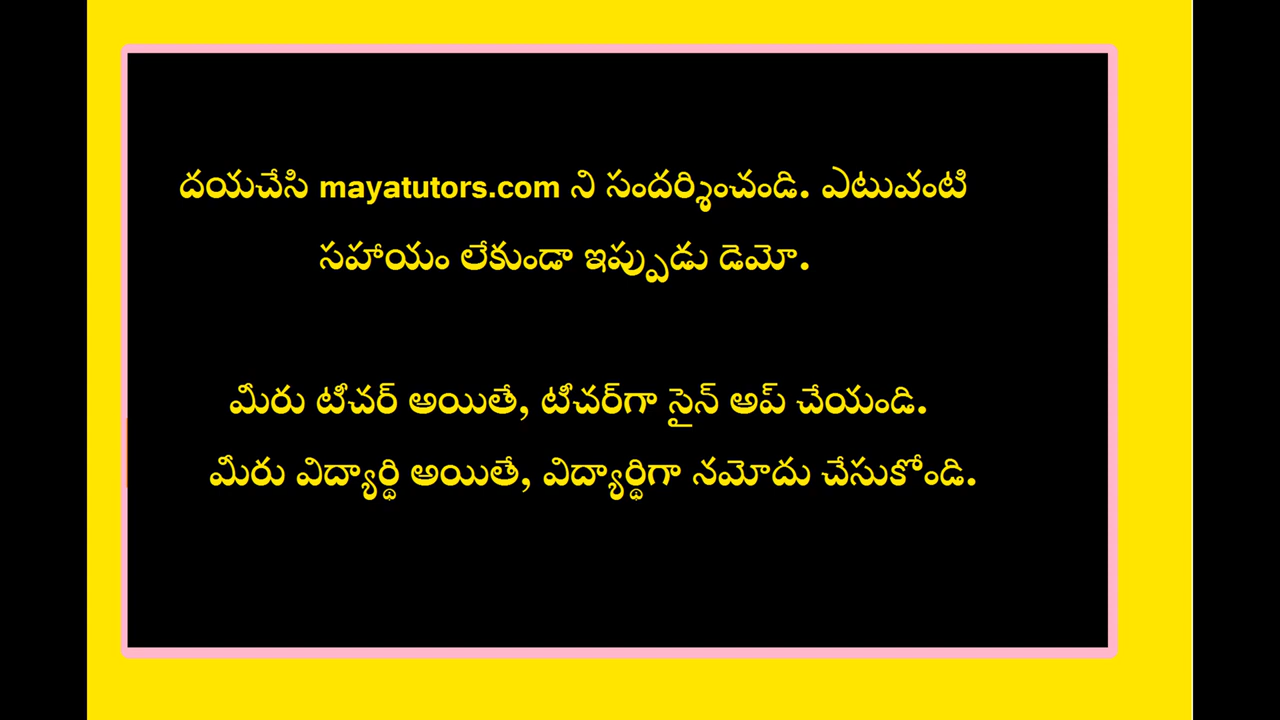 దయచేసి mayatutors.com ని సందర్శించండి. ఎటువంటి
సహాయం లేకుండా ఇప్పుడు డెమో.
మీరు టీచర్ అయితే, టీచర్‌గా సైన్ అప్ చేయండి.
మీరు విద్యార్థి అయితే, విద్యార్థిగా నమోదు చేసుకోండి.